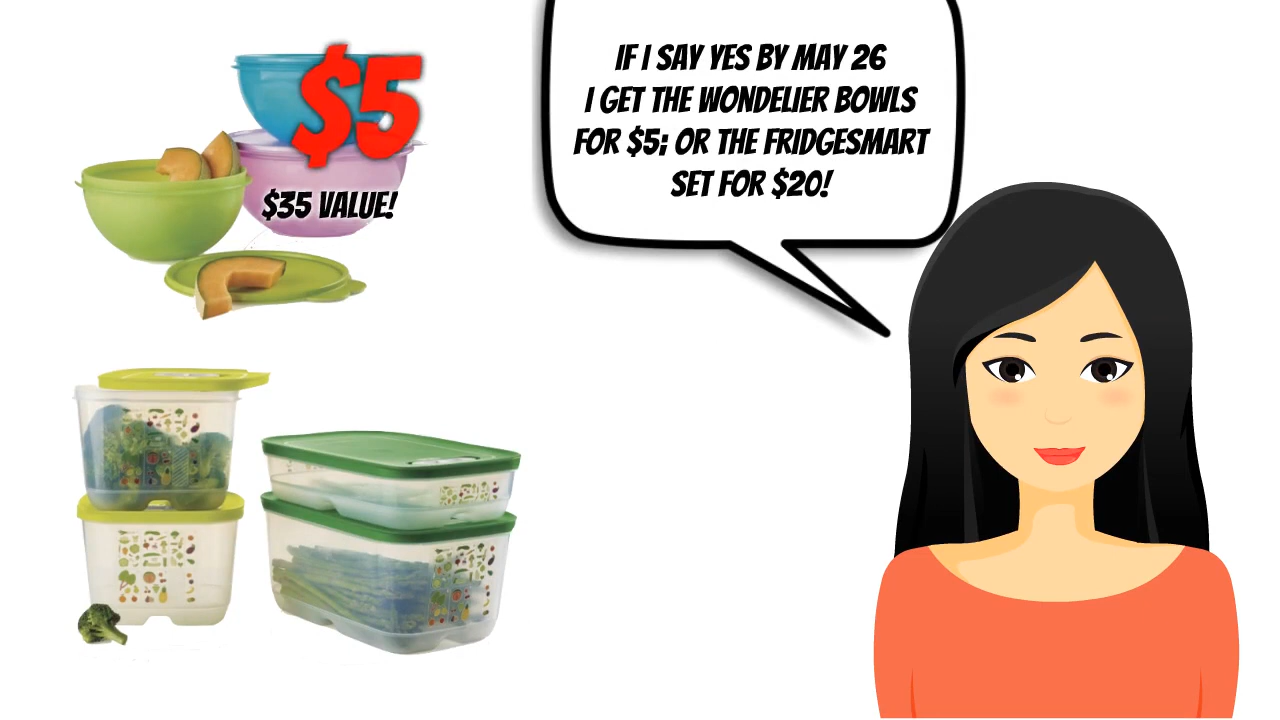 $5
$35 VALUE!
IF I SAY YES BY MAY 26
I GET THE WONDELIER BOWLS
FOR $5; OR THE FRIDGESMART
SET FOR $20!